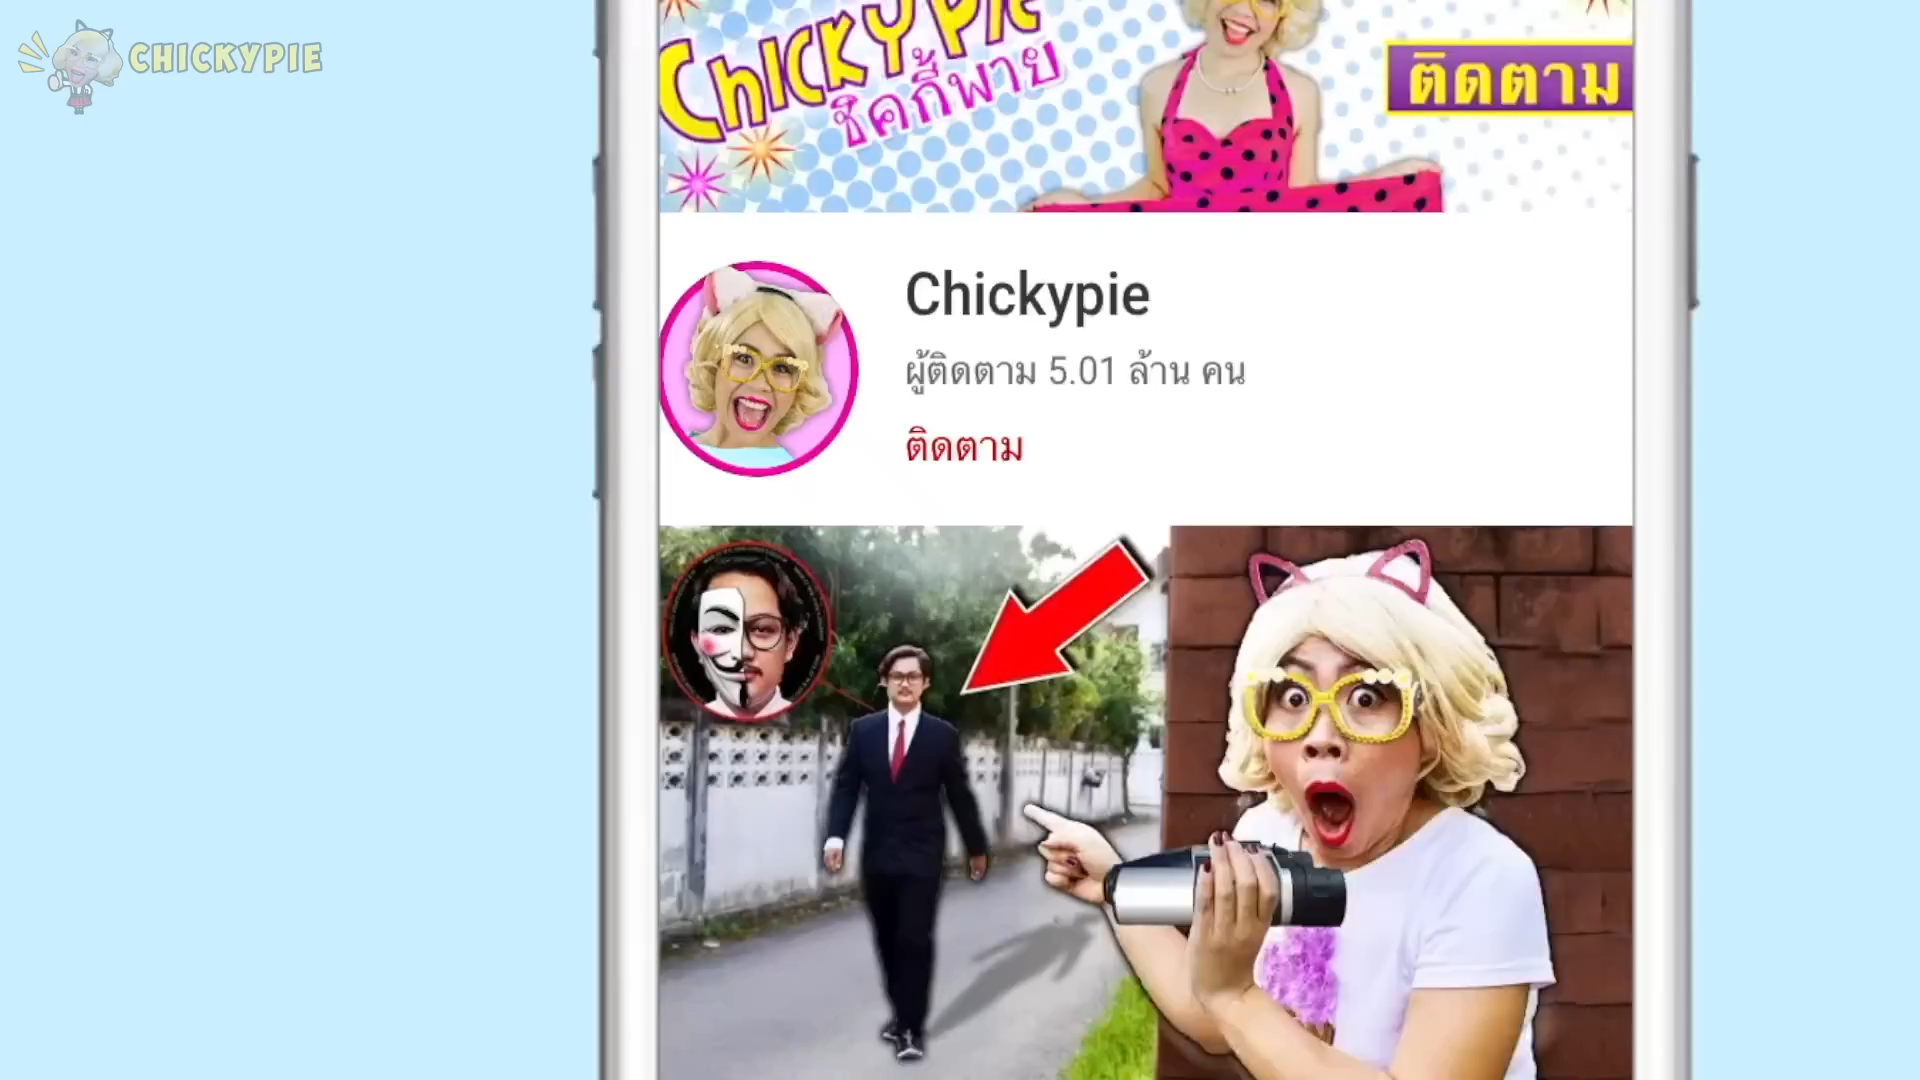 CHICKYPIE
ChickyPie
ชิคกี้พาย
ติดตาม
Chickypie
ผู้ติดตาม 5.01 ล้าน คน
ติดตาม